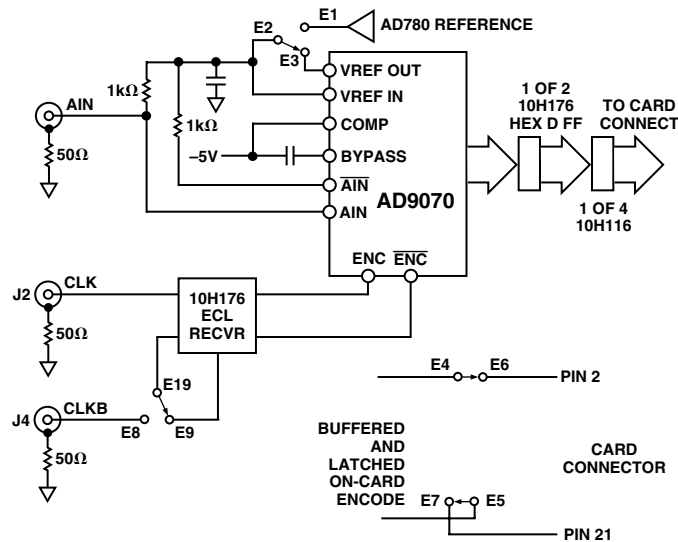 E1
AD780 REFERENCE
E2
E3
1kΩ
1kΩ
AIN
50Ω
–5V
VREF OUT
VREF IN
COMP
BYPASS
AIN
AIN
AD9070
ENC
ENC
1 OF 2
10H176
HEX D FF
TO CARD
CONNECT
1 OF 4
10H116
J2
CLK
50Ω
10H176
ECL
RECVR
E19
J4
CLKB
E8
E9
50Ω
E4
E6
PIN 2
BUFFERED
AND
LATCHED
ON-CARD
ENCODE
CARD
CONNECTOR
E7
E5
PIN 21